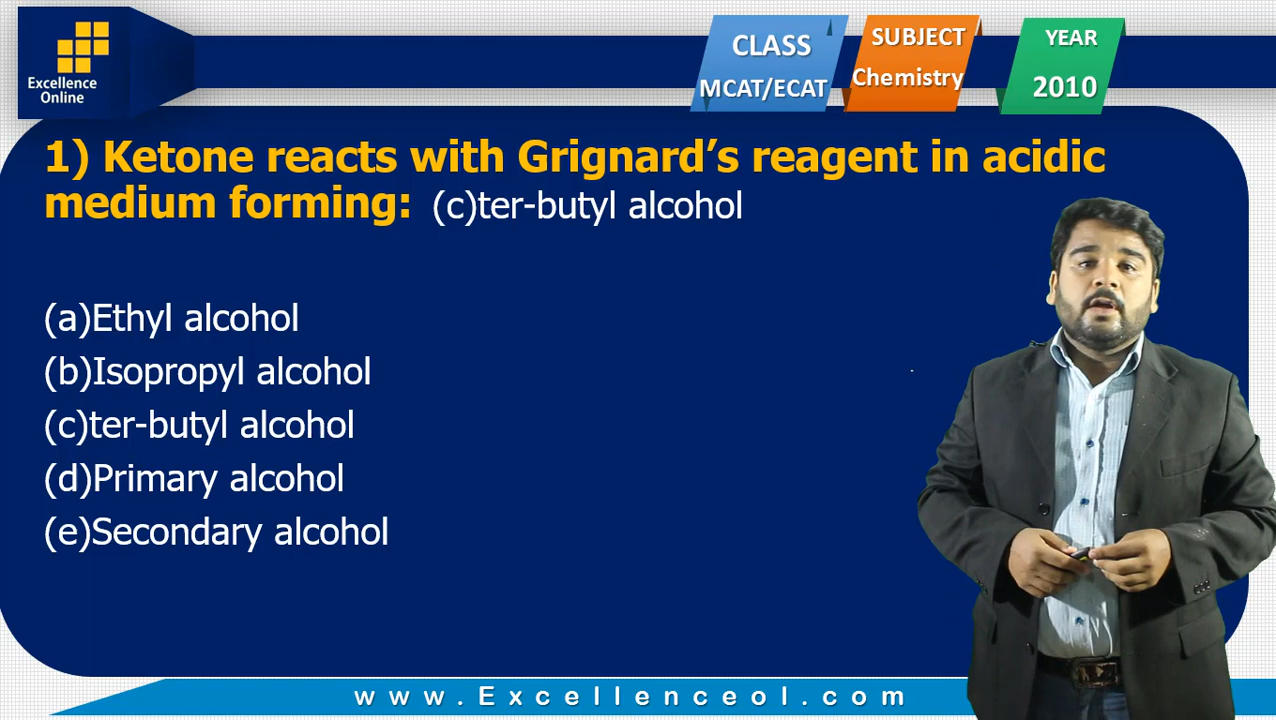 Excellence
Online
CLASS
MCAT/ECAT
SUBJECT
Chemistry
YEAR
2010
1) Ketone reacts with Grignard’s reagent in acidic
medium forming: (c)ter-butyl alcohol
(a)Ethyl alcohol
(b)Isopropyl alcohol
(c)ter-butyl alcohol
(d)Primary alcohol
(e)Secondary alcohol
www.Excellenceol.com